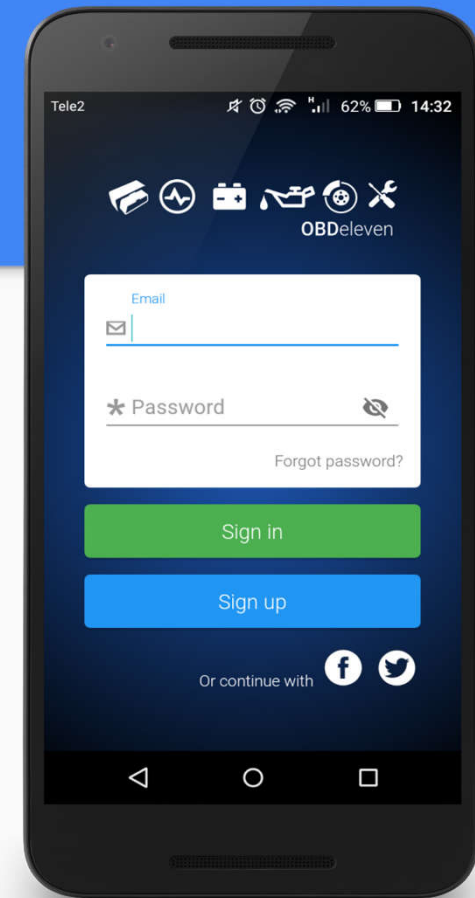 Tele2 H 62% 14:32
OBDeleven
Email
Password
Forgot password?
Sign in
Sign up
Or continue with f